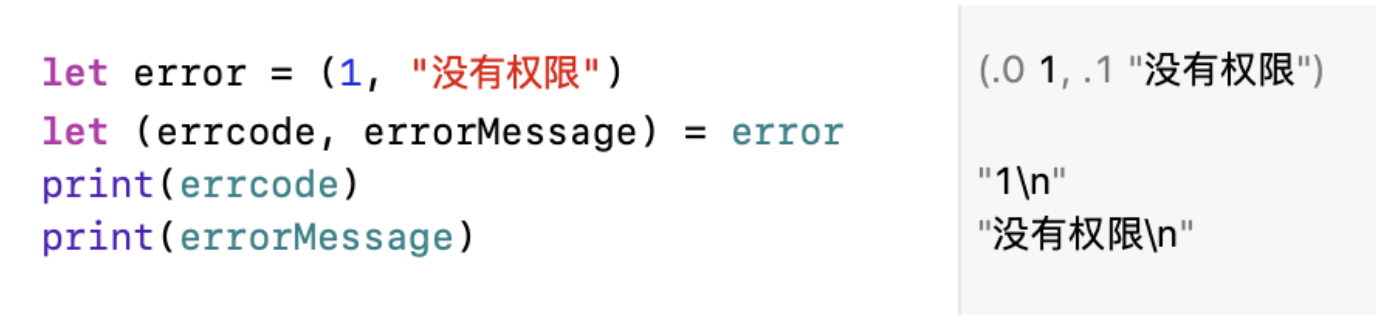 let error = (1, "没有权限") (.0 1, .1 "没有权限")
let (errcode, errorMessage) = error
print(errcode) "1\n"
print(errorMessage) "没有权限\n"